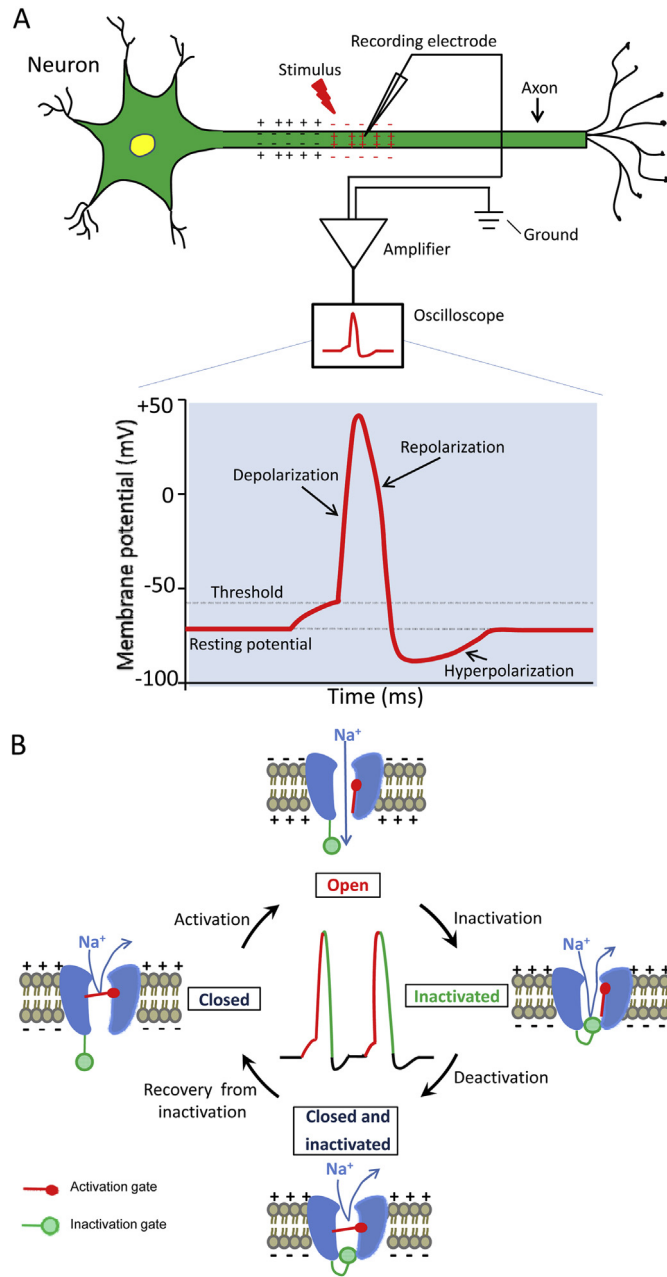 A
Neuron
Stimulus
Recording electrode
Axon
+ ++ + +
- - - - -
- - - - -
+ ++ + +
Ground
Amplifier
Oscilloscope
Membrane potential (mV)
+50
0
-50
-100
Depolarization
Repolarization
Threshold
Resting potential
Hyperpolarization
Time (ms)
B
Na⁺
- - - - - -
+ + + + + +
Open
Activation
Inactivation
Na⁺
+ + + + + +
- - - - - -
Closed
Inactivated
Na⁺
+ + + + + +
- - - - - -
Recovery from
inactivation
Deactivation
Closed and
inactivated
Na⁺
+ + + + + +
- - - - - -
Activation gate
Inactivation gate